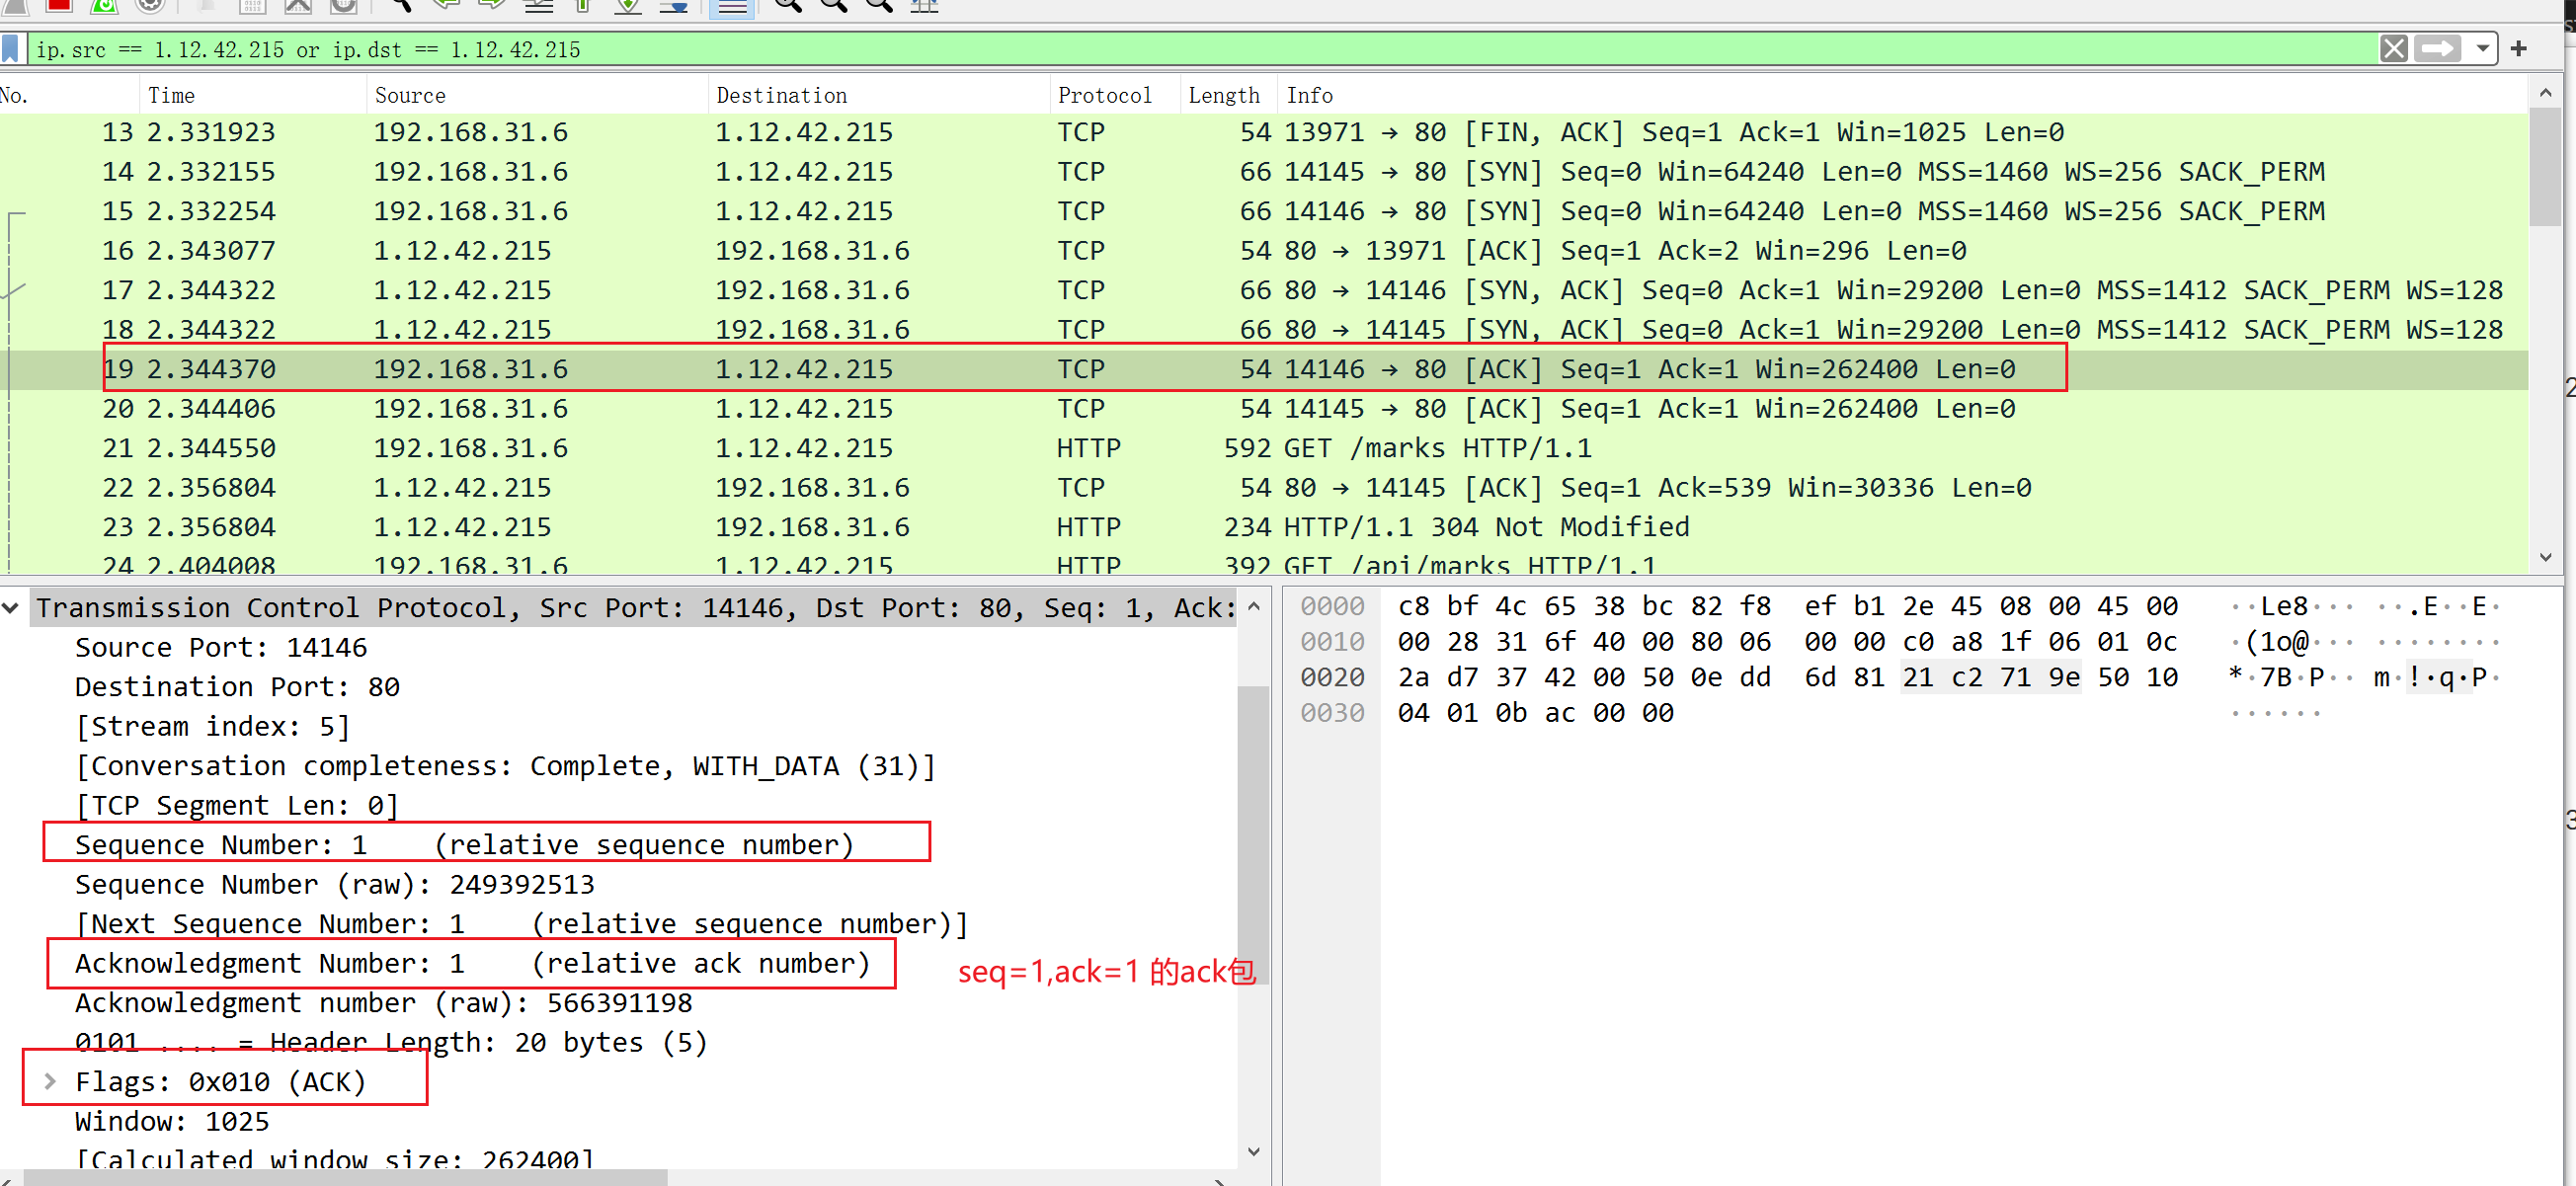 ip.src == 1.12.42.215 or ip.dst == 1.12.42.215
No. Time Source Destination Protocol Length Info
13 2.331923 192.168.31.6 1.12.42.215 TCP 54 13971 → 80 [FIN, ACK] Seq=1 Ack=1 Win=1025 Len=0
14 2.332155 192.168.31.6 1.12.42.215 TCP 66 14145 → 80 [SYN] Seq=0 Win=64240 Len=0 MSS=1460 WS=256 SACK_PERM
15 2.332254 192.168.31.6 1.12.42.215 TCP 66 14146 → 80 [SYN] Seq=0 Win=64240 Len=0 MSS=1460 WS=256 SACK_PERM
16 2.343077 1.12.42.215 192.168.31.6 TCP 54 80 → 13971 [ACK] Seq=1 Ack=2 Win=296 Len=0
17 2.344322 1.12.42.215 192.168.31.6 TCP 66 80 → 14146 [SYN, ACK] Seq=0 Ack=1 Win=29200 Len=0 MSS=1412 SACK_PERM WS=128
18 2.344322 1.12.42.215 192.168.31.6 TCP 66 80 → 14145 [SYN, ACK] Seq=0 Ack=1 Win=29200 Len=0 MSS=1412 SACK_PERM WS=128
19 2.344370 192.168.31.6 1.12.42.215 TCP 54 14146 → 80 [ACK] Seq=1 Ack=1 Win=262400 Len=0
20 2.344406 192.168.31.6 1.12.42.215 TCP 54 14145 → 80 [ACK] Seq=1 Ack=1 Win=262400 Len=0
21 2.344550 192.168.31.6 1.12.42.215 HTTP 592 GET /marks HTTP/1.1
22 2.356804 1.12.42.215 192.168.31.6 TCP 54 80 → 14145 [ACK] Seq=1 Ack=539 Win=30336 Len=0
23 2.356804 1.12.42.215 192.168.31.6 HTTP 234 HTTP/1.1 304 Not Modified
24 2.404008 192.168.31.6 1.12.42.215 HTTP 392 GET /api/marks HTTP/1.1
Transmission Control Protocol, Src Port: 14146, Dst Port: 80, Seq: 1, Ack:
Source Port: 14146
Destination Port: 80
[Stream index: 5]
[Conversation completeness: Complete, WITH_DATA (31)]
[TCP Segment Len: 0]
Sequence Number: 1 (relative sequence number)
Sequence Number (raw): 249392513
[Next Sequence Number: 1 (relative sequence number)]
Acknowledgment Number: 1 (relative ack number)
seq=1,ack=1 的ack包
Acknowledgment number (raw): 566391198
0101 .... = Header Length: 20 bytes (5)
Flags: 0x010 (ACK)
Window: 1025
[Calculated window size: 262400]
0000 c8 bf 4c 65 38 bc 82 f8 ef b1 2e 45 08 00 45 00 ··Le8··· ···.E··E·
0010 00 28 31 6f 40 00 80 06 00 00 c0 a8 1f 06 01 0c ·(1o@··· ········
0020 2a d7 37 42 00 50 0e dd 6d 81 21 c2 71 9e 50 10 *·7B·P·· m·!·q·P·
0030 04 01 0b ac 00 00 ······